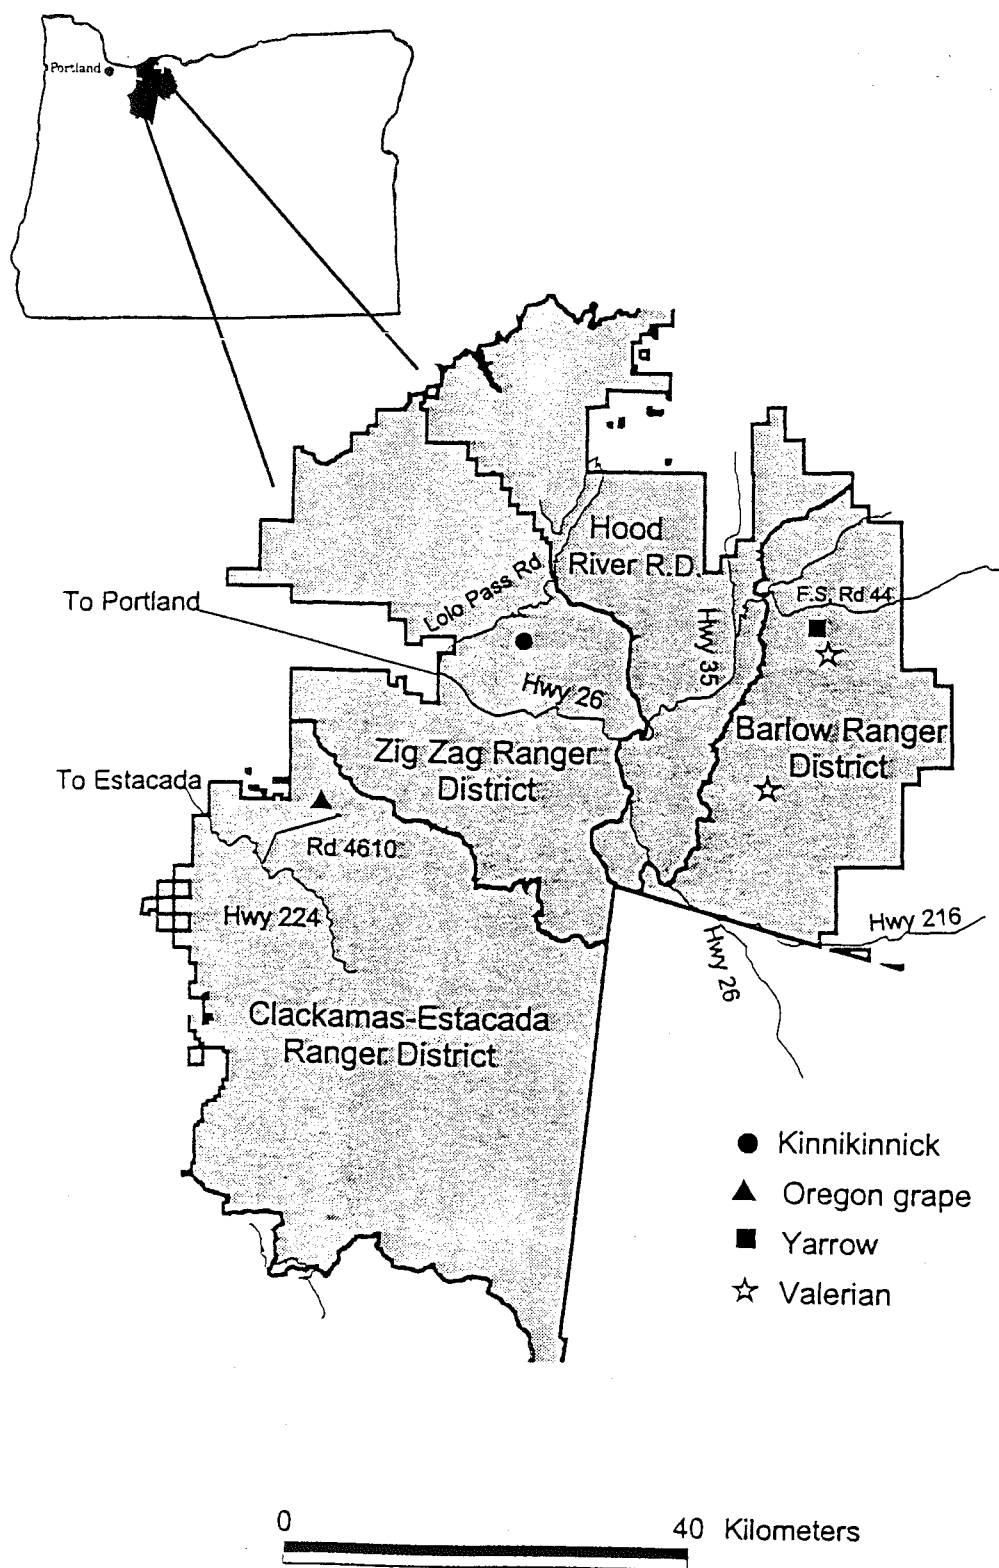 Portland
Hood
River R.D.
Lolo Pass Rd
F.S. Rd 44
To Portland
Hwy 35
Hwy 26
Barlow Ranger
District
Zig Zag Ranger
District
To Estacada
Rd 4610
Hwy 224
Hwy 216
Hwy 26
Clackamas-Estacada
Ranger District
Kinnikinnick
Oregon grape
Yarrow
Valerian
0
40 Kilometers